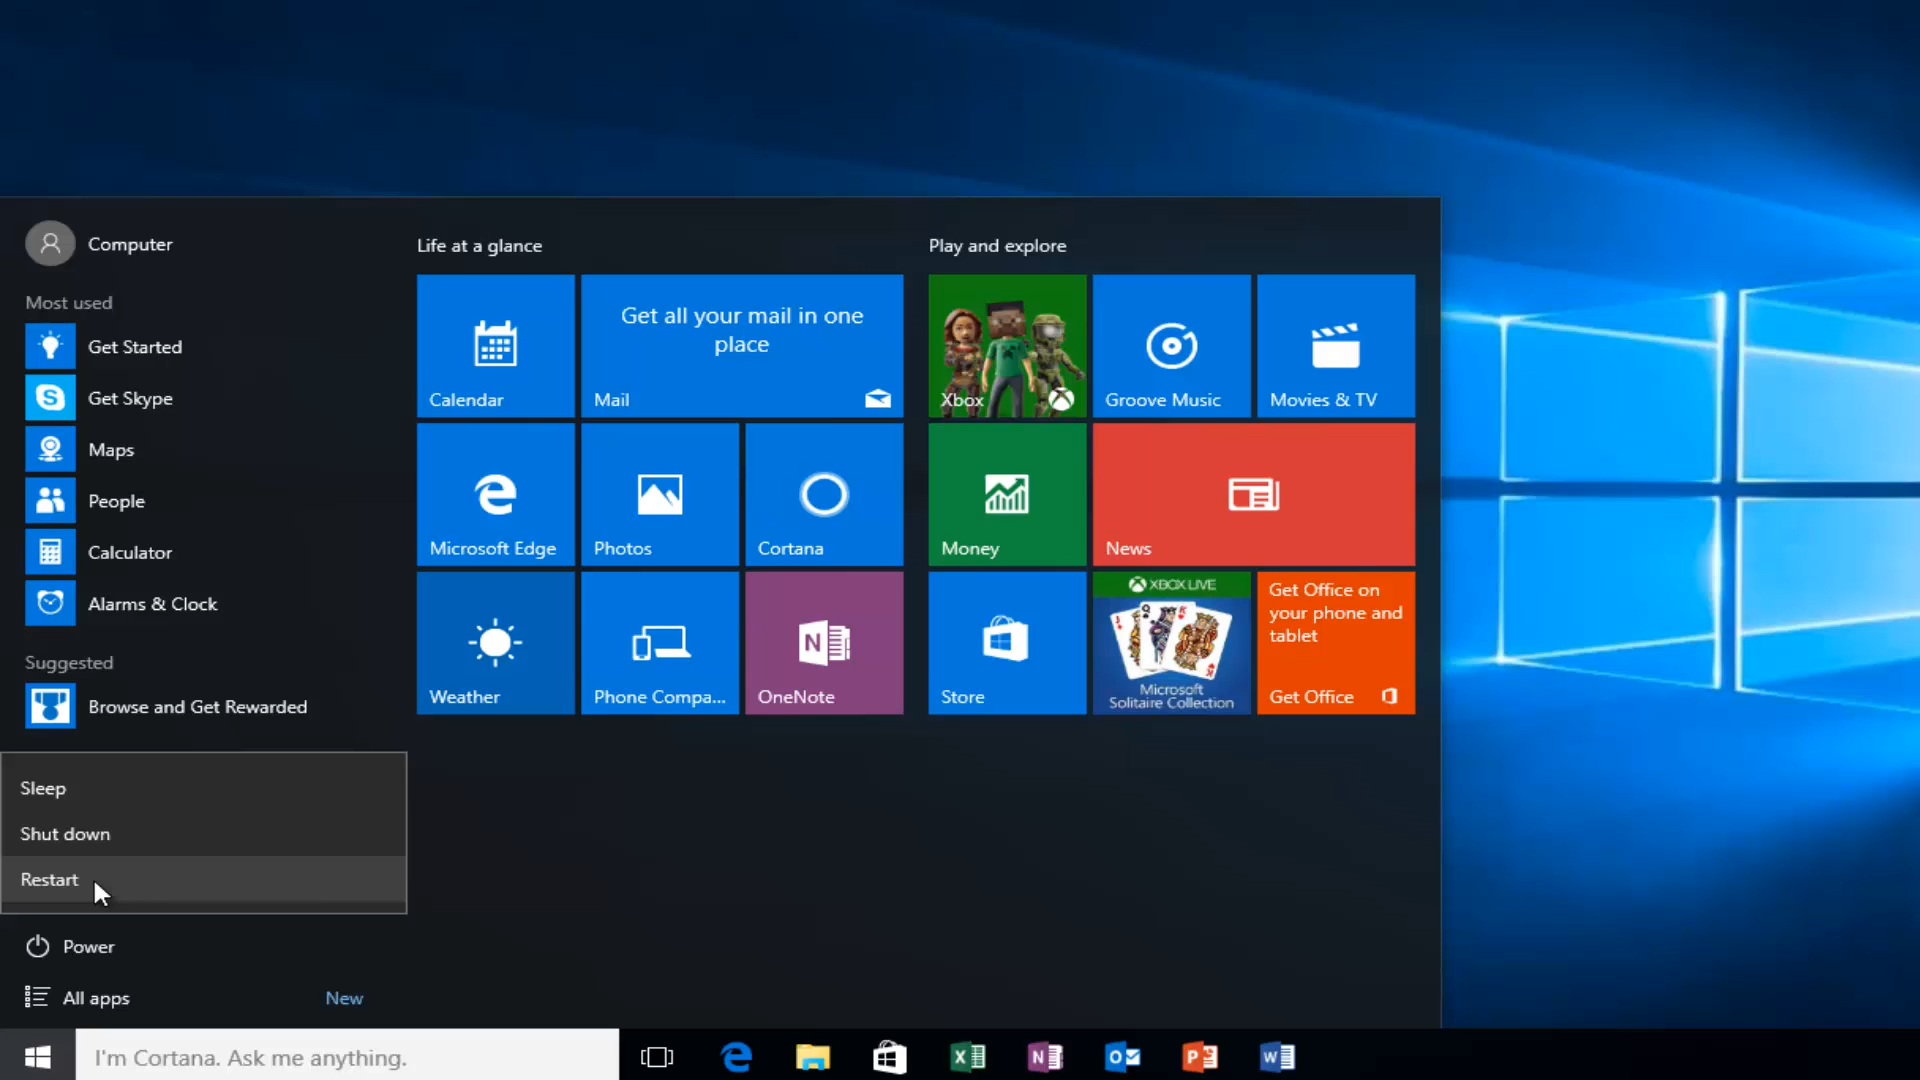 Computer
Most used
Get Started
Get Skype
Maps
People
Calculator
Alarms & Clock
Suggested
Browse and Get Rewarded
Sleep
Shut down
Restart
Power
All apps New
Life at a glance
Calendar
Get all your mail in one
place
Mail
Microsoft Edge
Photos
Cortana
Weather
Phone Compa...
OneNote
Play and explore
Xbox
Groove Music
Movies & TV
Money
News
Store
XBOX LIVE
Microsoft
Solitaire Collection
Get Office on
your phone and
tablet
Get Office
I'm Cortana. Ask me anything.